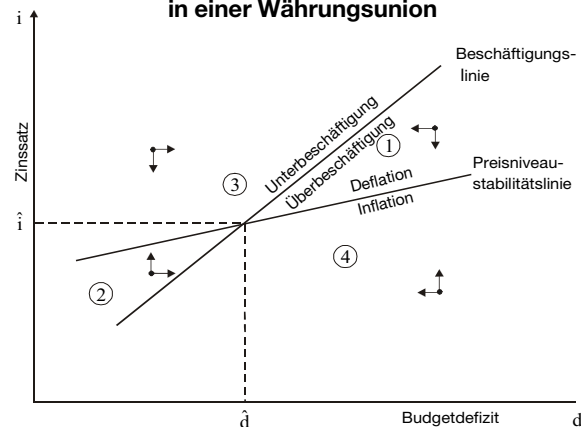 in einer Währungsunion
i
Beschäftigungs-
linie
Unterbeschäftigung
Überbeschäftigung
1
Zinssatz
3
Deflation
Inflation
Preisniveau-
stabilitätslinie
î
4
2
d̂
Budgetdefizit
d